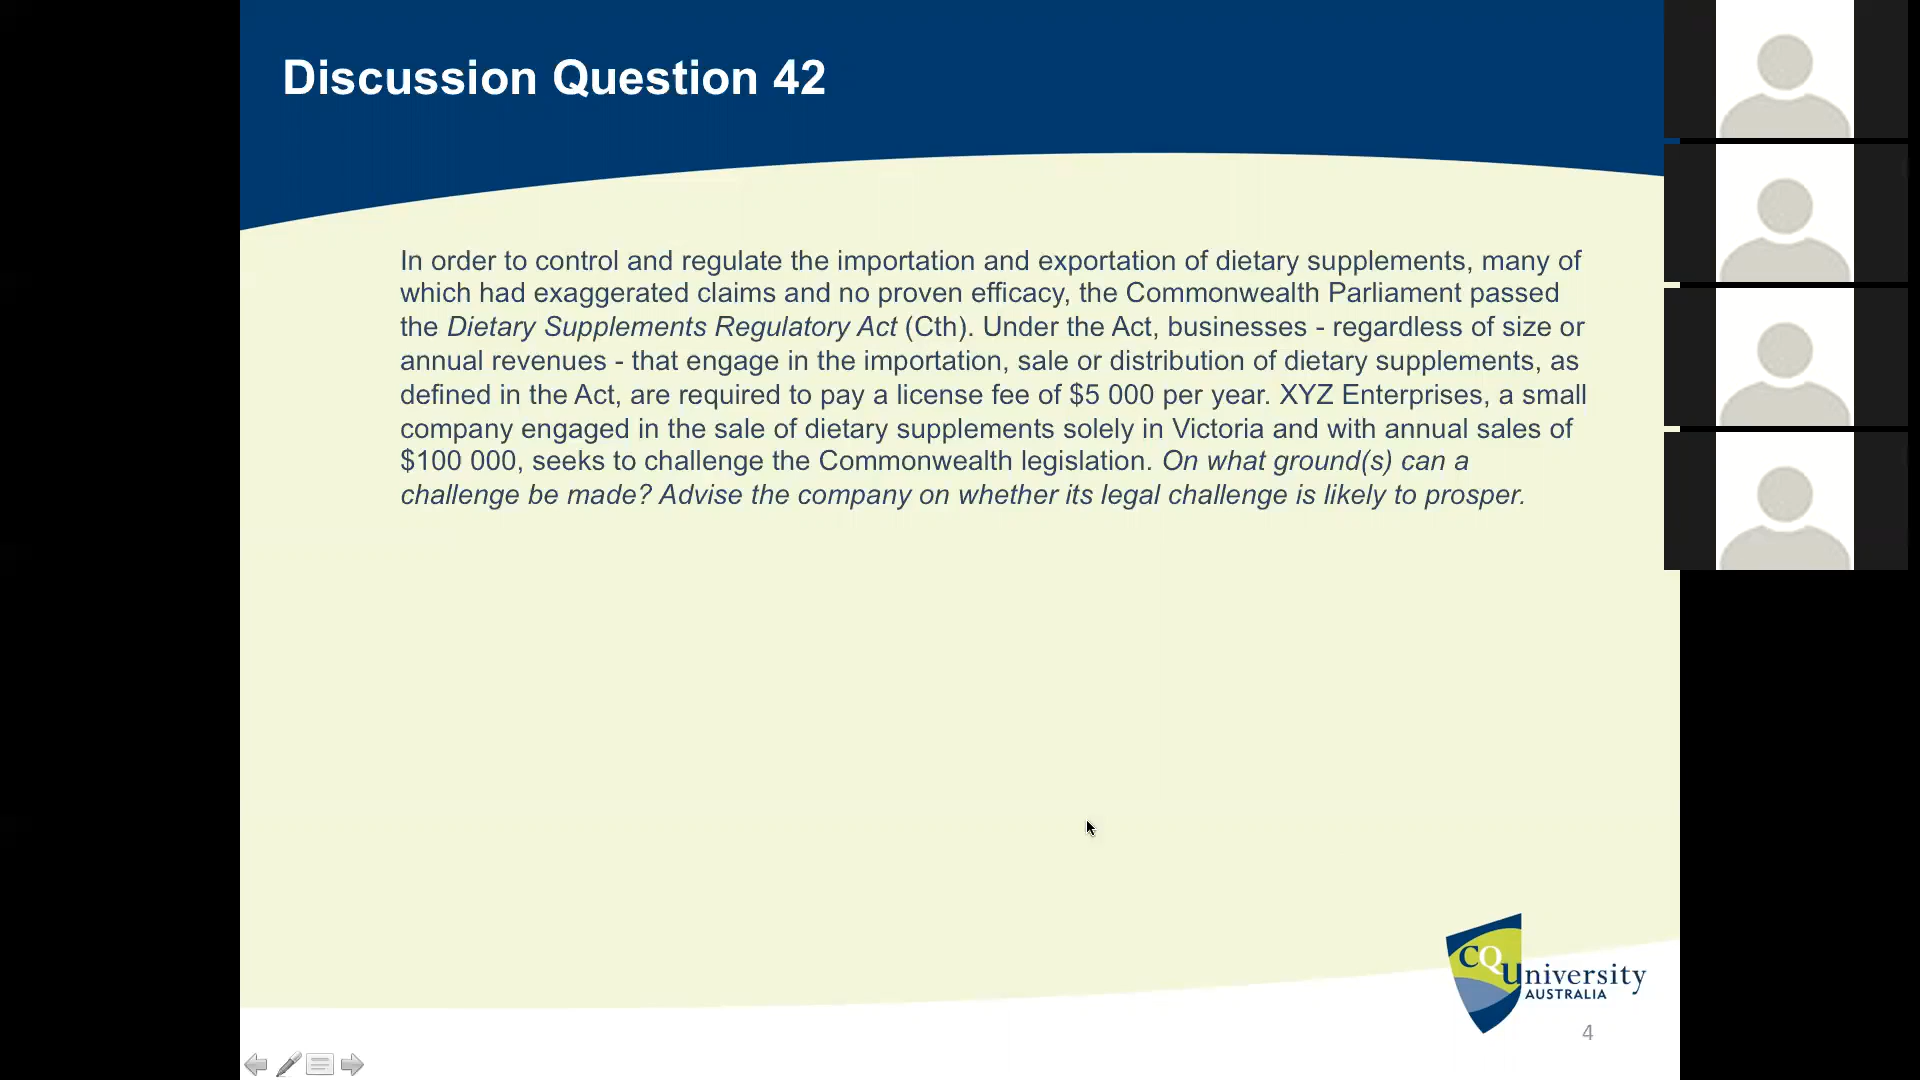 Discussion Question 42
In order to control and regulate the importation and exportation of dietary supplements, many of
which had exaggerated claims and no proven efficacy, the Commonwealth Parliament passed
the Dietary Supplements Regulatory Act (Cth). Under the Act, businesses - regardless of size or
annual revenues - that engage in the importation, sale or distribution of dietary supplements, as
defined in the Act, are required to pay a license fee of $5 000 per year. XYZ Enterprises, a small
company engaged in the sale of dietary supplements solely in Victoria and with annual sales of
$100 000, seeks to challenge the Commonwealth legislation. On what ground(s) can a
challenge be made? Advise the company on whether its legal challenge is likely to prosper.
CQUniversity
AUSTRALIA
4